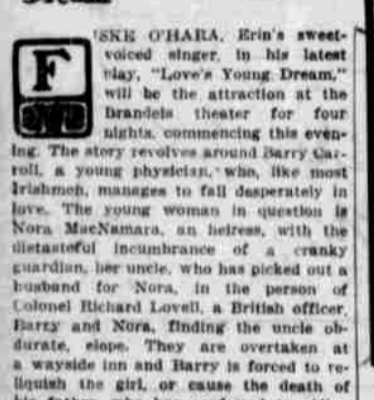 Dream
F
'ISKE O'HARA, Erin's sweet-
voiced singer, in his latest
play, "Love's Young Dream,"
will be the attraction at the
Brandeis theater for four
nights, commencing this even-
ing. The story revolves around Barry Car-
roll, a young physician, who, like most
Irishmen, manages to fall desperately in
love. The young woman in question is
Nora MacNamara, an heiress, with the
distasteful incumbrance of a cranky
guardian, her uncle, who has picked out a
husband for Nora, in the person of
Colonel Richard Lovell, a British officer.
Barry and Nora, finding the uncle ob-
durate, elope. They are overtaken at
a wayside inn and Barry is forced to re-
liquish the girl, or cause the death of
his father, who